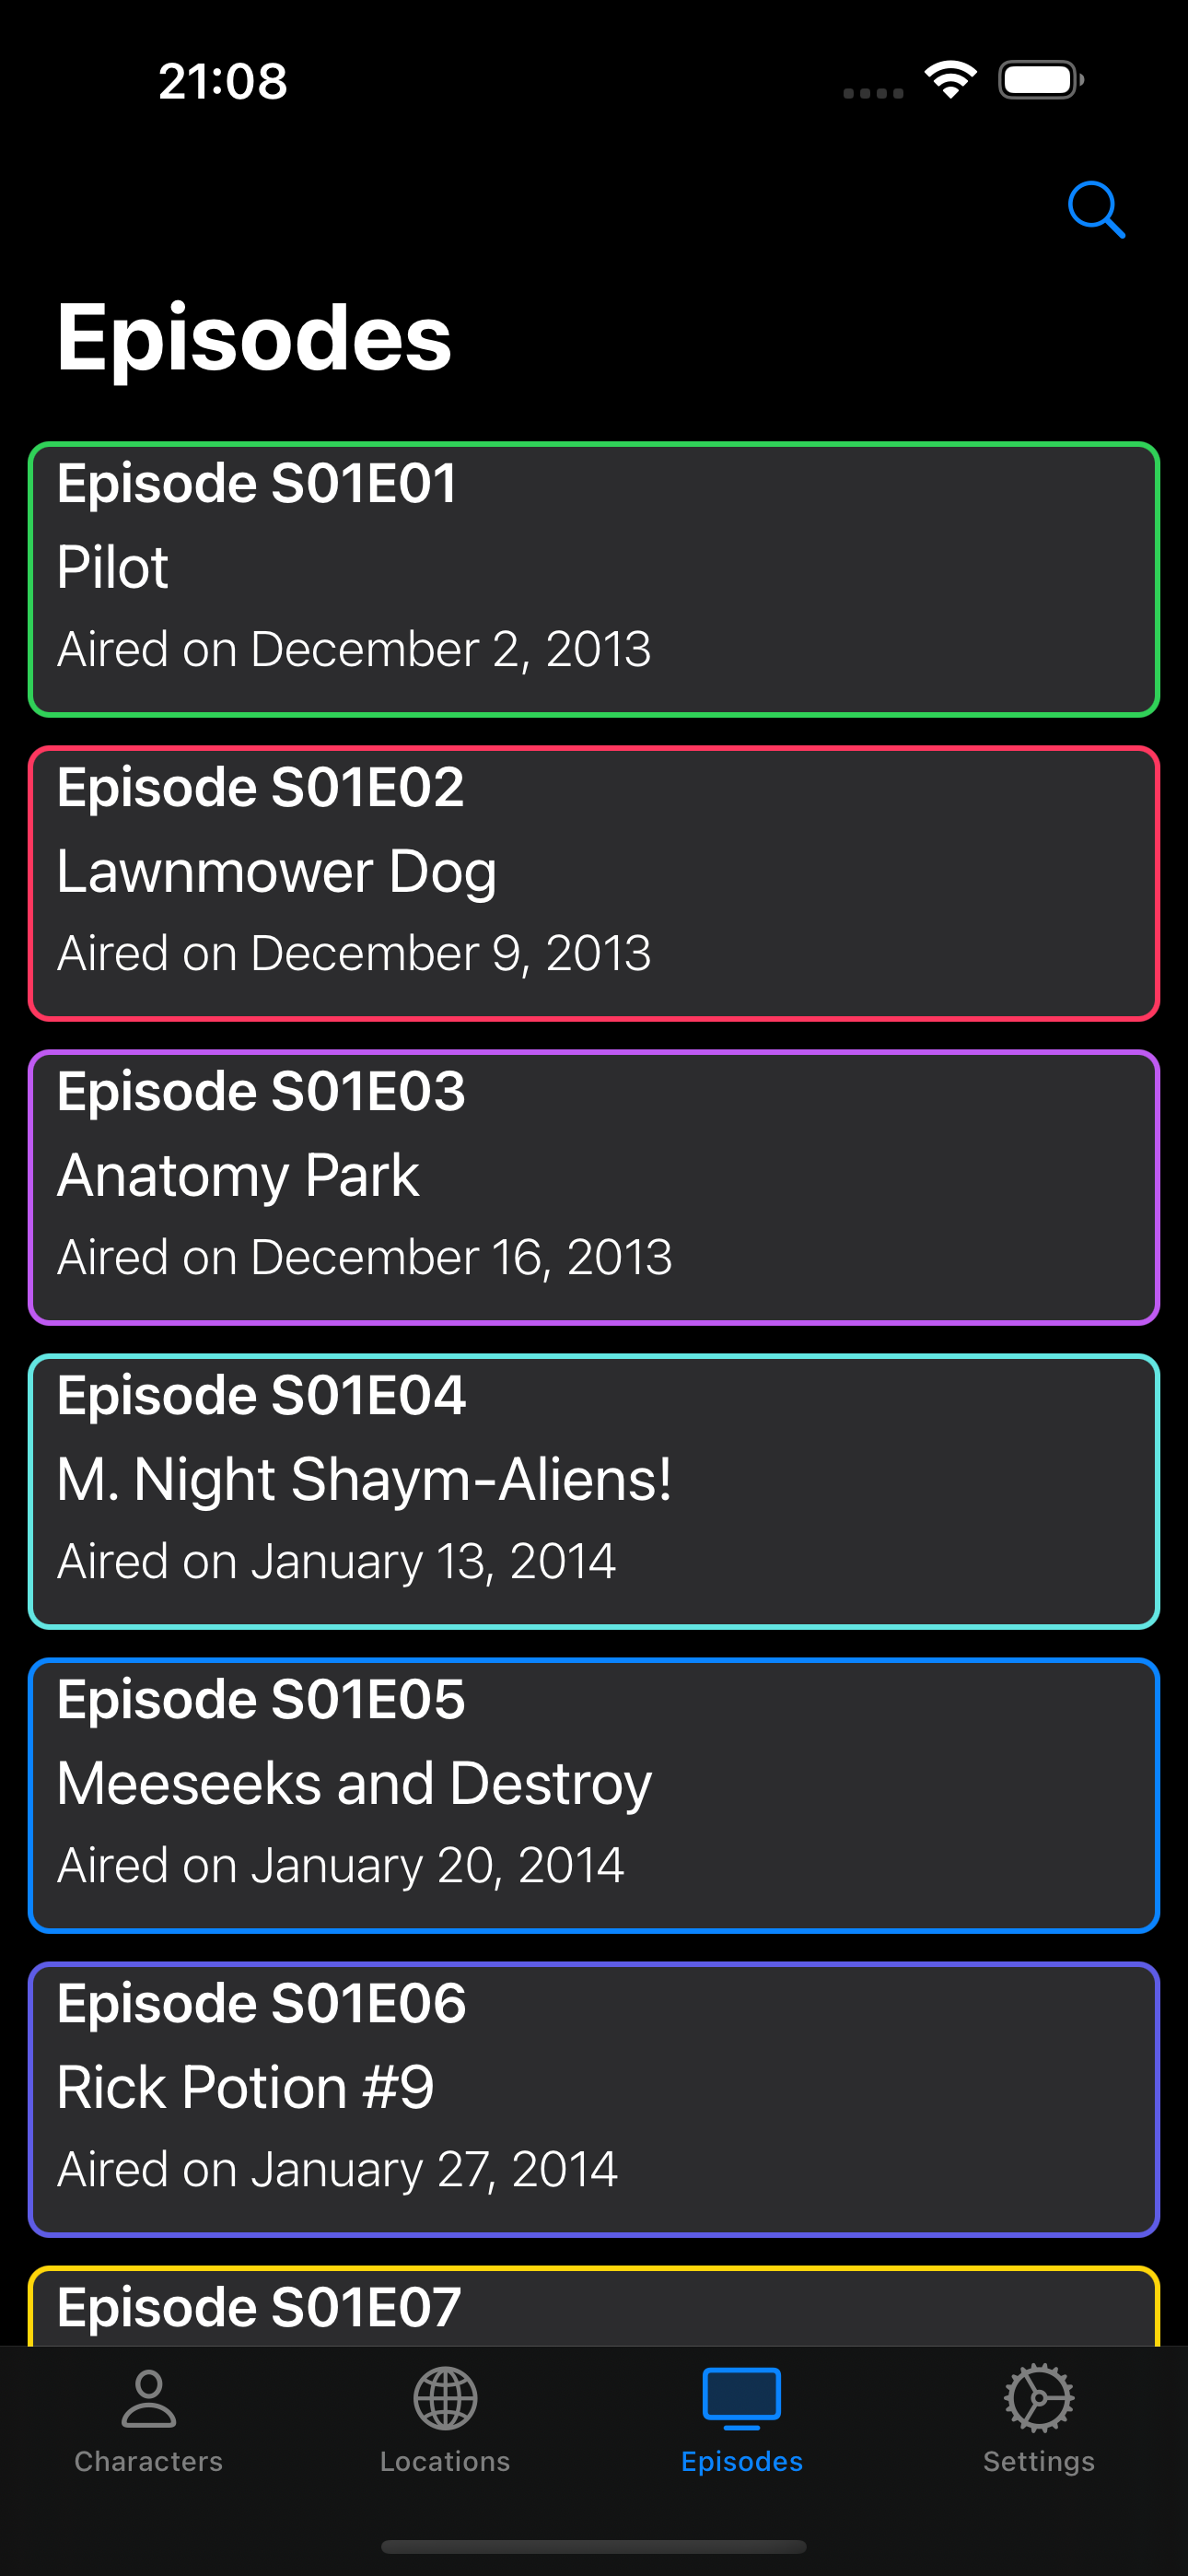 21:08
Episodes
Episode S01E01
Pilot
Aired on December 2, 2013
Episode S01E02
Lawnmower Dog
Aired on December 9, 2013
Episode S01E03
Anatomy Park
Aired on December 16, 2013
Episode S01E04
M. Night Shaym-Aliens!
Aired on January 13, 2014
Episode S01E05
Meeseeks and Destroy
Aired on January 20, 2014
Episode S01E06
Rick Potion #9
Aired on January 27, 2014
Episode S01E07
Characters Locations Episodes Settings